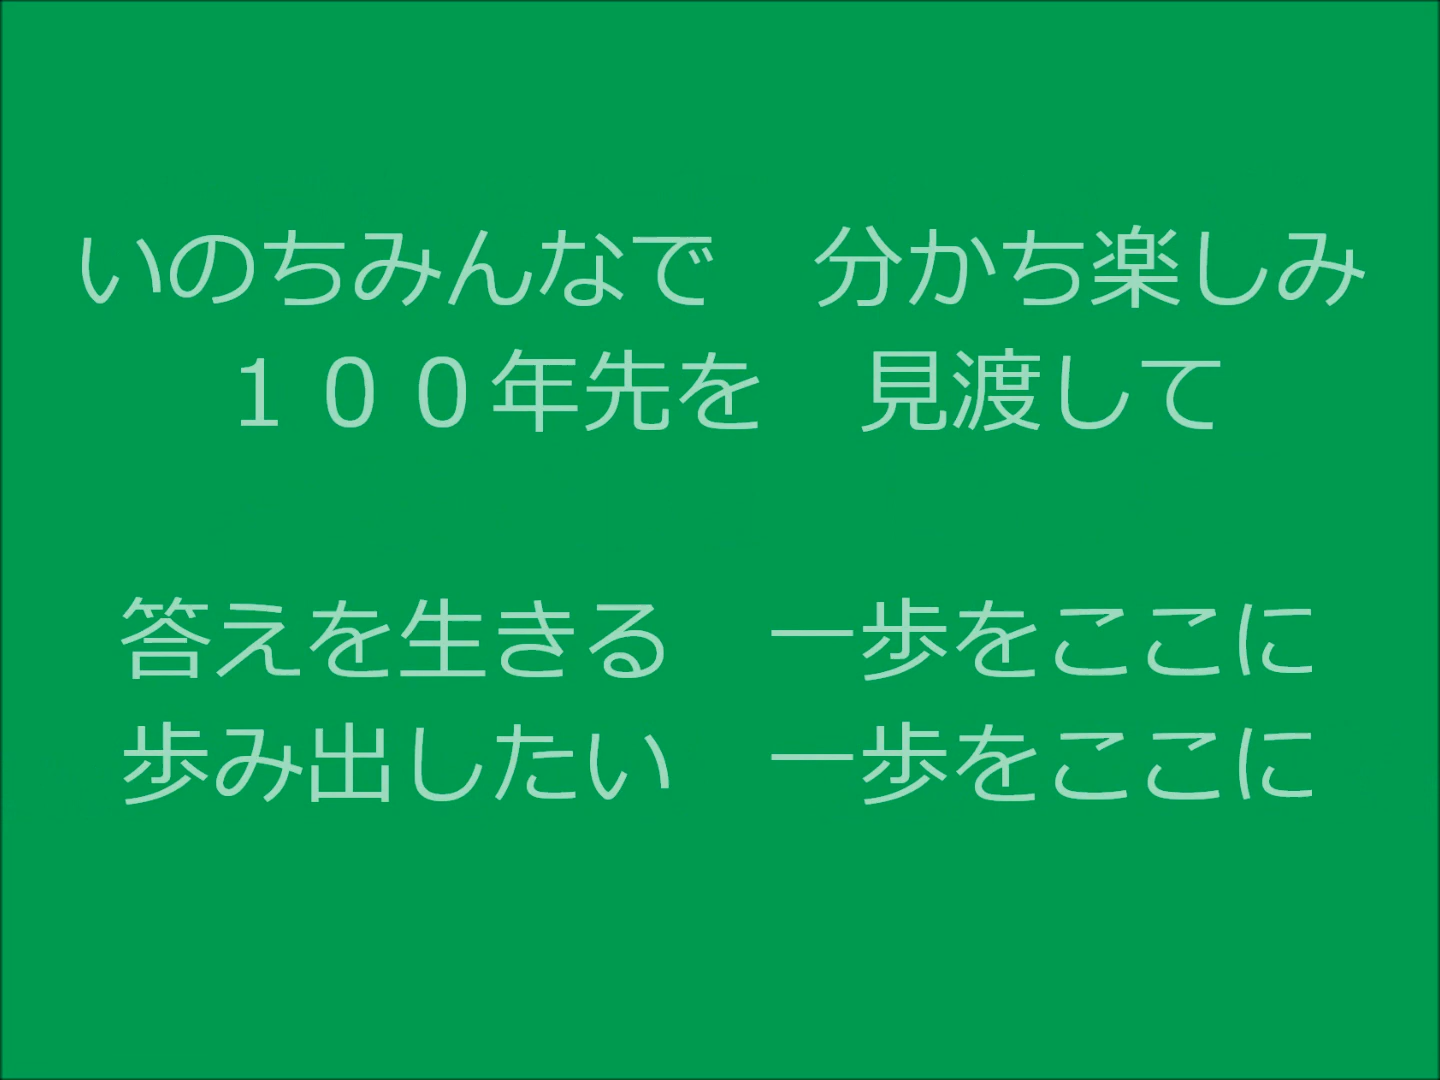 いのちみんなで　分かち楽しみ
１００年先を　見渡して
答えを生きる　一歩をここに
歩み出したい　一歩をここに